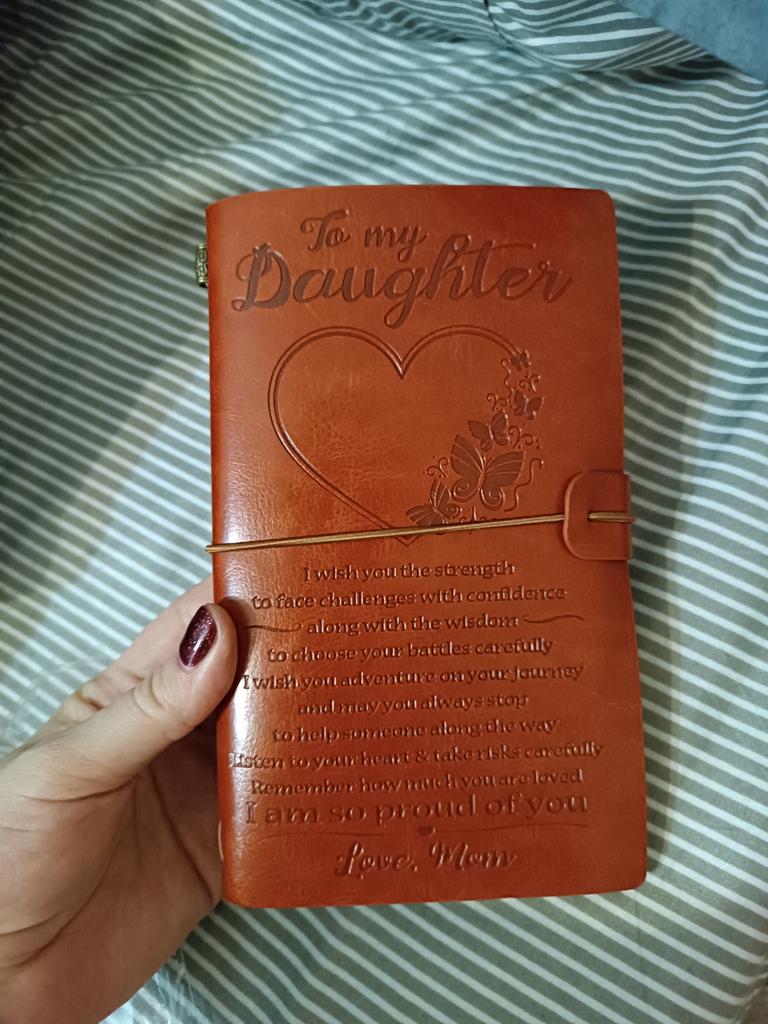 To my
Daughter
I wish you the strength
to face challenges with confidence
along with the wisdom
to choose your battles carefully
I wish you adventure on your journey
and may you always stop
to help someone along the way
Listen to your heart & take risks carefully
Remember how much you are loved
I am so proud of you
Love, Mom